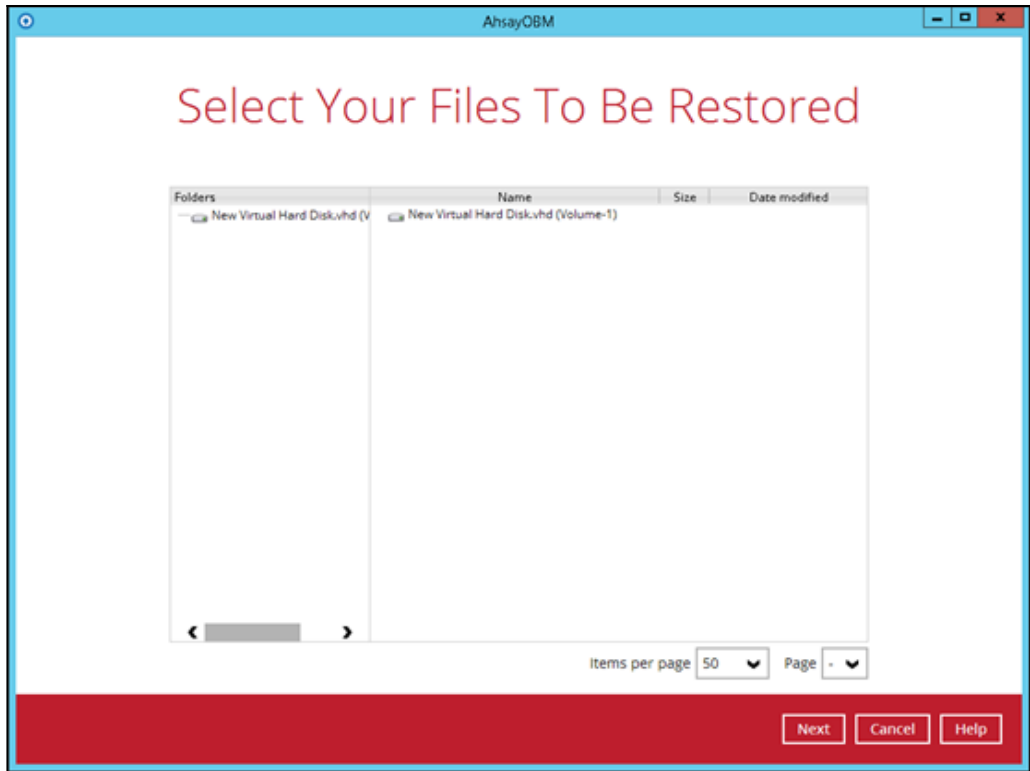 AhsayOBM
Select Your Files To Be Restored
Folders Name Size Date modified
New Virtual Hard Disk.vhd (V New Virtual Hard Disk.vhd (Volume-1)
Items per page 50 Page -
Next Cancel Help